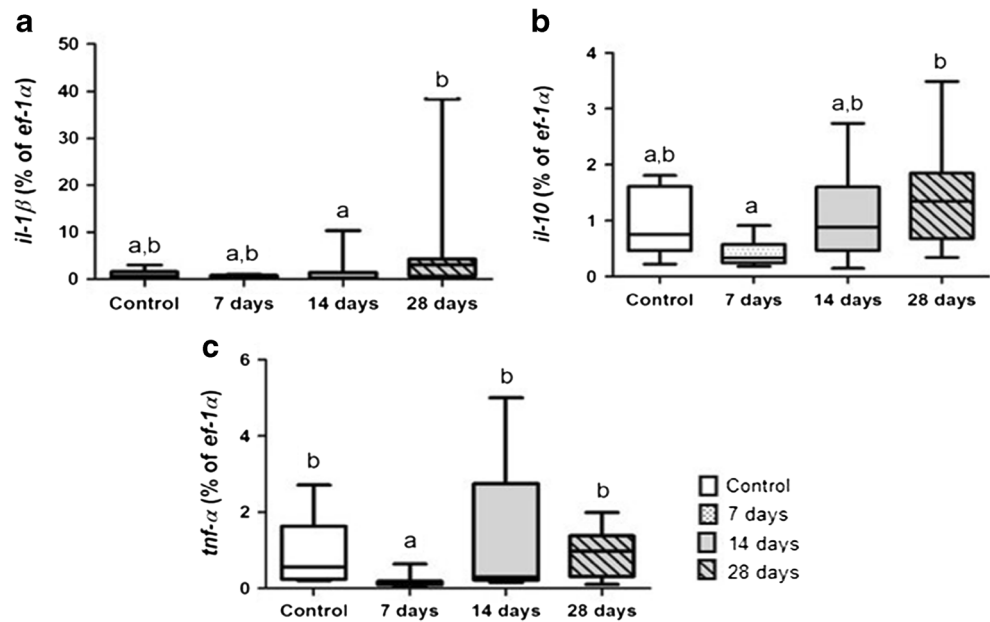 a
il-1β (% of ef-1α)
50
40
30
20
10
0
a,b
a,b
a
b
Control
7 days
14 days
28 days
b
il-10 (% of ef-1α)
4
3
2
1
0
a,b
a
a,b
b
Control
7 days
14 days
28 days
c
tnf-α (% of ef-1α)
6
4
2
0
b
a
b
b
Control
7 days
14 days
28 days
Control
7 days
14 days
28 days